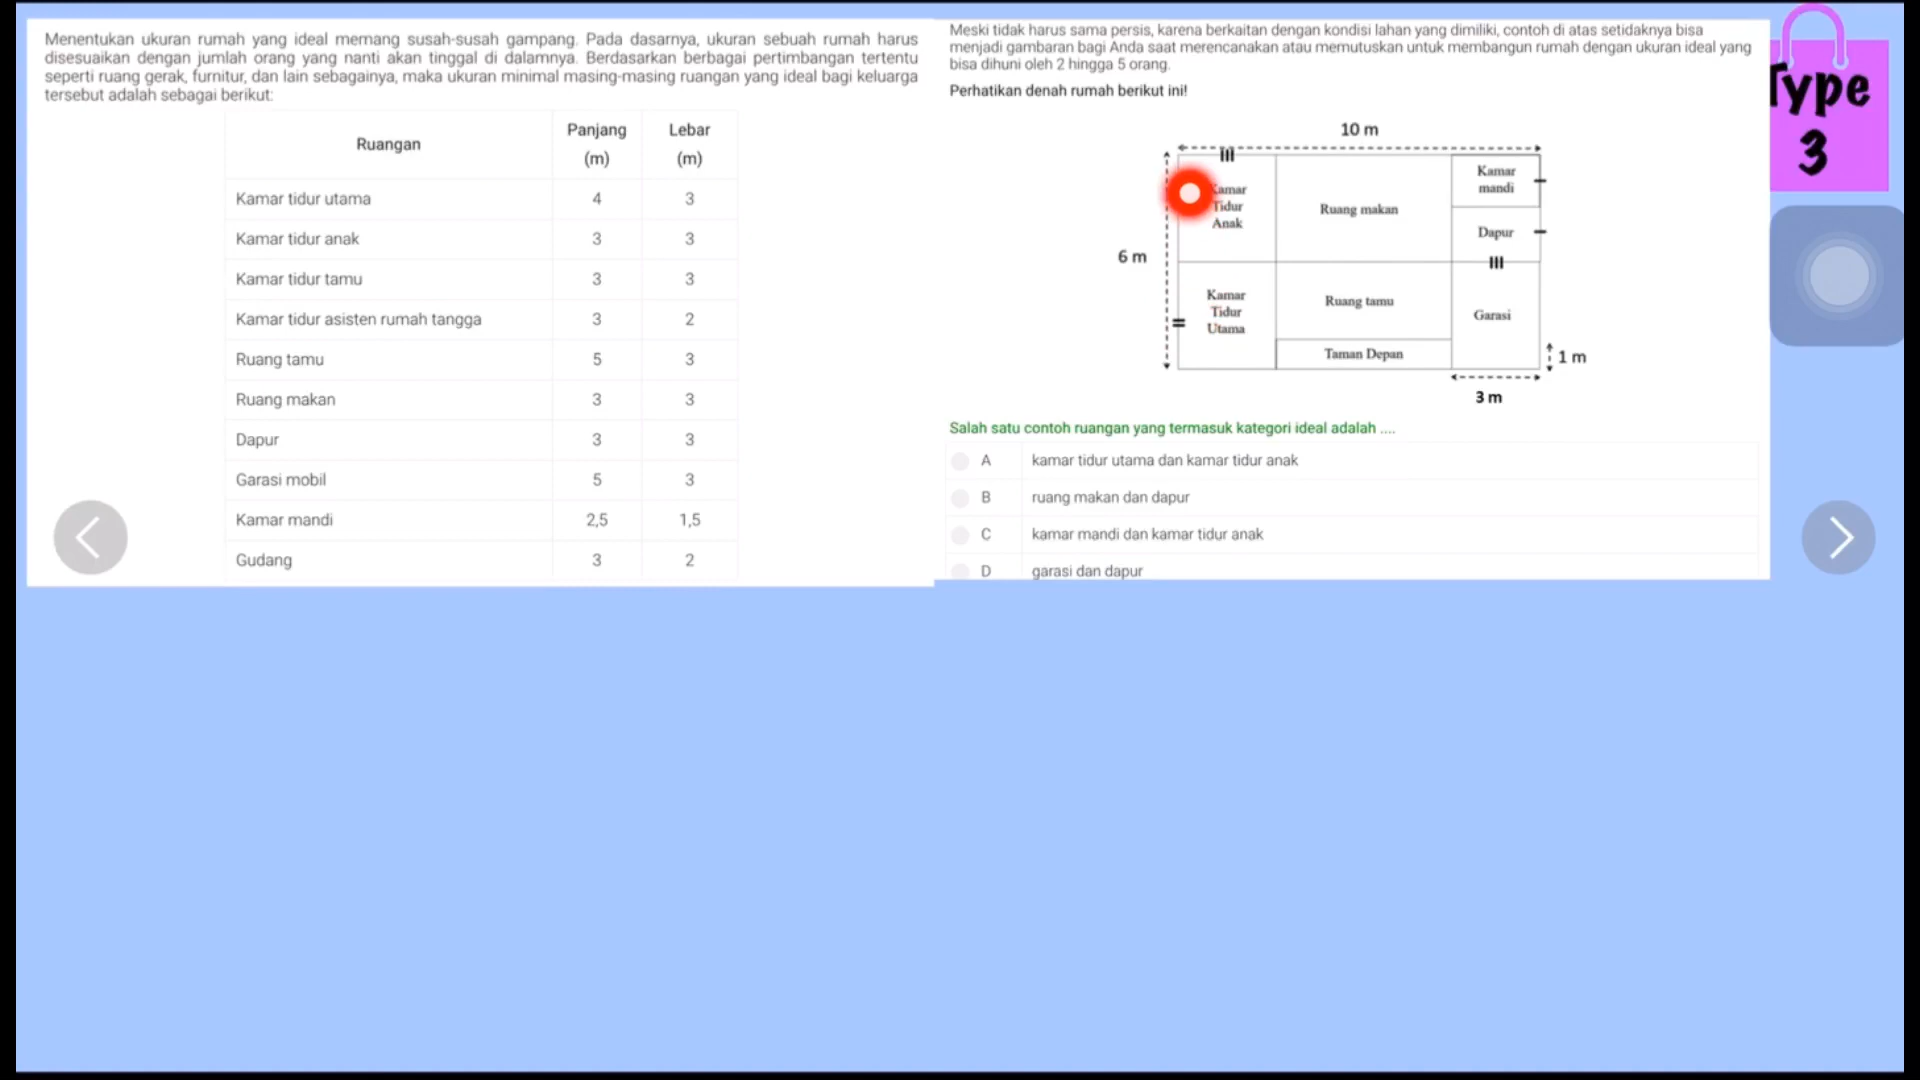 Menentukan ukuran rumah yang ideal memang susah-susah gampang. Pada dasarnya, ukuran sebuah rumah harus
disesuaikan dengan jumlah orang yang nanti akan tinggal di dalamnya. Berdasarkan berbagai pertimbangan tertentu
seperti ruang gerak, furnitur, dan lain sebagainya, maka ukuran minimal masing-masing ruangan yang ideal bagi keluarga
tersebut adalah sebagai berikut:
Ruangan Panjang (m) Lebar (m)
Kamar tidur utama 4 3
Kamar tidur anak 3 3
Kamar tidur tamu 3 3
Kamar tidur asisten rumah tangga 3 2
Ruang tamu 5 3
Ruang makan 3 3
Dapur 3 3
Garasi mobil 5 3
Kamar mandi 2,5 1,5
Gudang 3 2
Meski tidak harus sama persis, karena berkaitan dengan kondisi lahan yang dimiliki, contoh di atas setidaknya bisa
menjadi gambaran bagi Anda saat merencanakan atau memutuskan untuk membangun rumah dengan ukuran ideal yang
bisa dihuni oleh 2 hingga 5 orang.
Perhatikan denah rumah berikut ini!
10 m
6 m
Tidur
Anak
Ruang makan
Kamar
mandi
Dapur
Kamar
Tidur
Utama
Ruang tamu
Garasi
Taman Depan
1 m
3 m
Salah satu contoh ruangan yang termasuk kategori ideal adalah ....
A kamar tidur utama dan kamar tidur anak
B ruang makan dan dapur
C kamar mandi dan kamar tidur anak
D garasi dan dapur
Type
3